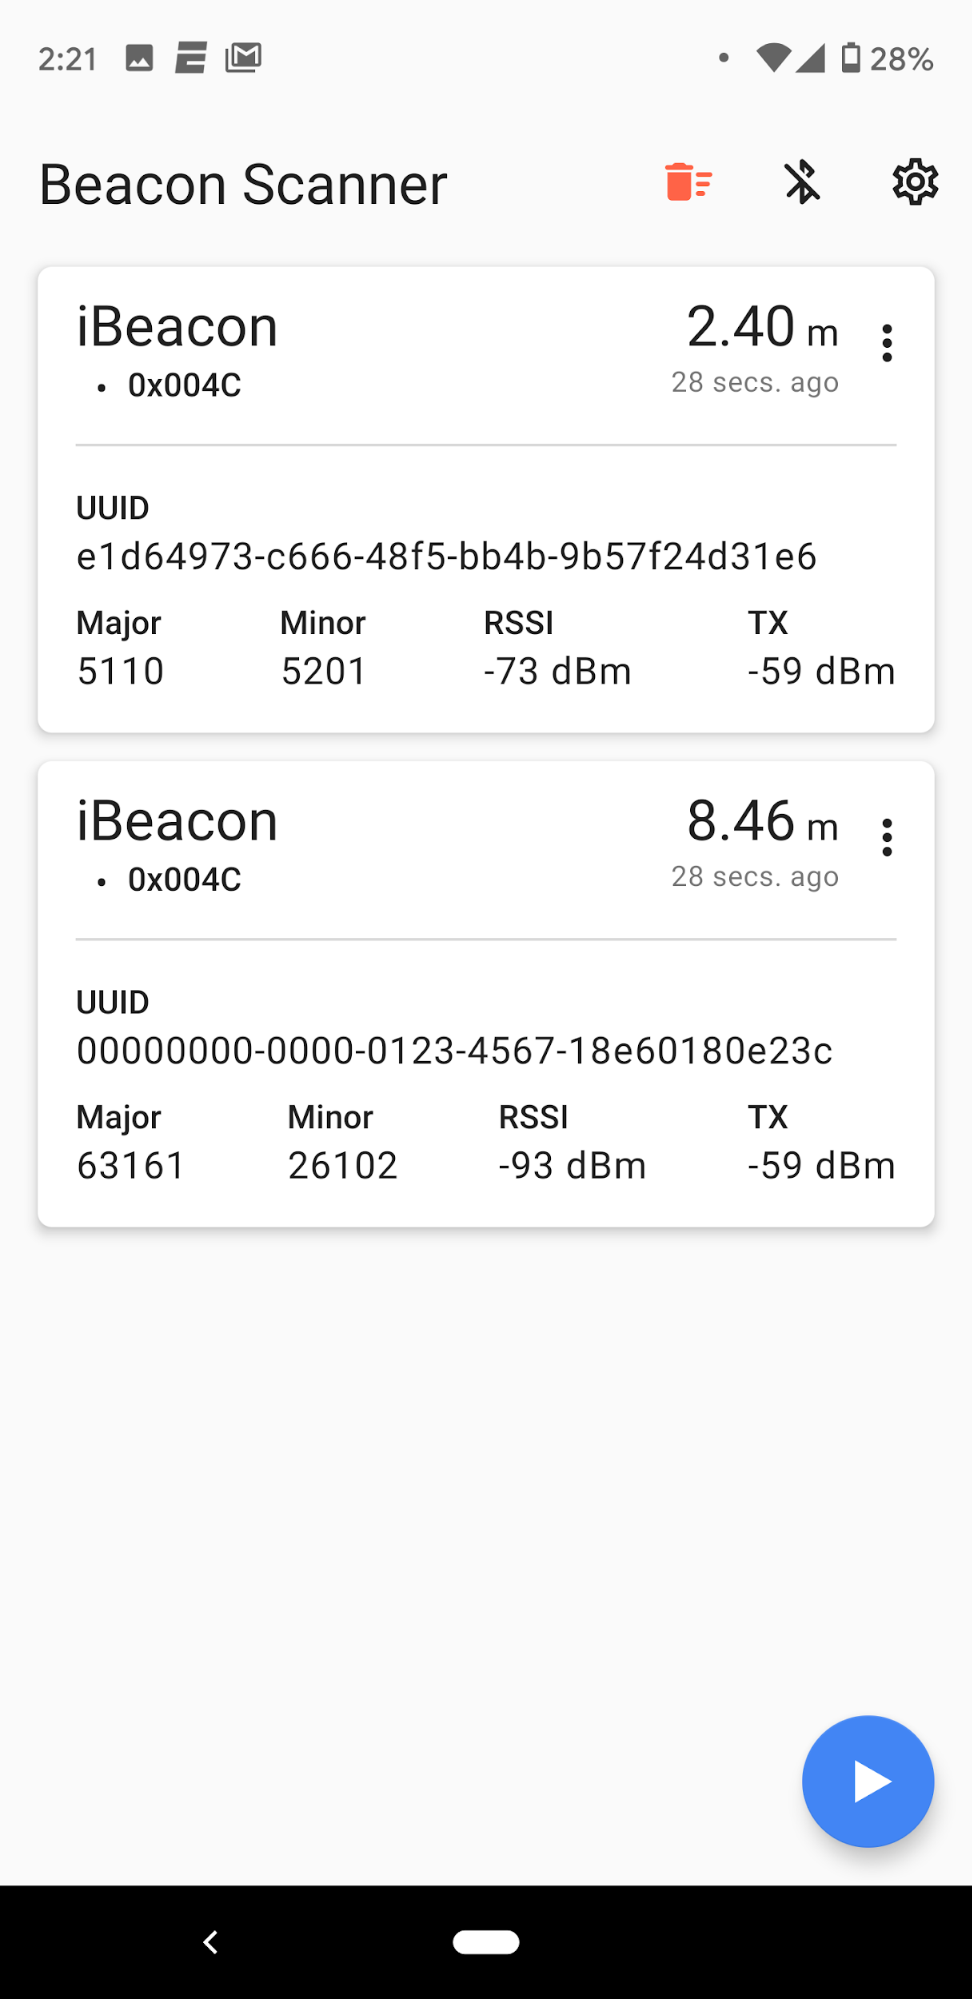 2:21 28%
Beacon Scanner
iBeacon 2.40 m
• 0x004C 28 secs. ago
UUID
e1d64973-c666-48f5-bb4b-9b57f24d31e6
Major Minor RSSI TX
5110 5201 -73 dBm -59 dBm
iBeacon 8.46 m
• 0x004C 28 secs. ago
UUID
00000000-0000-0123-4567-18e60180e23c
Major Minor RSSI TX
63161 26102 -93 dBm -59 dBm